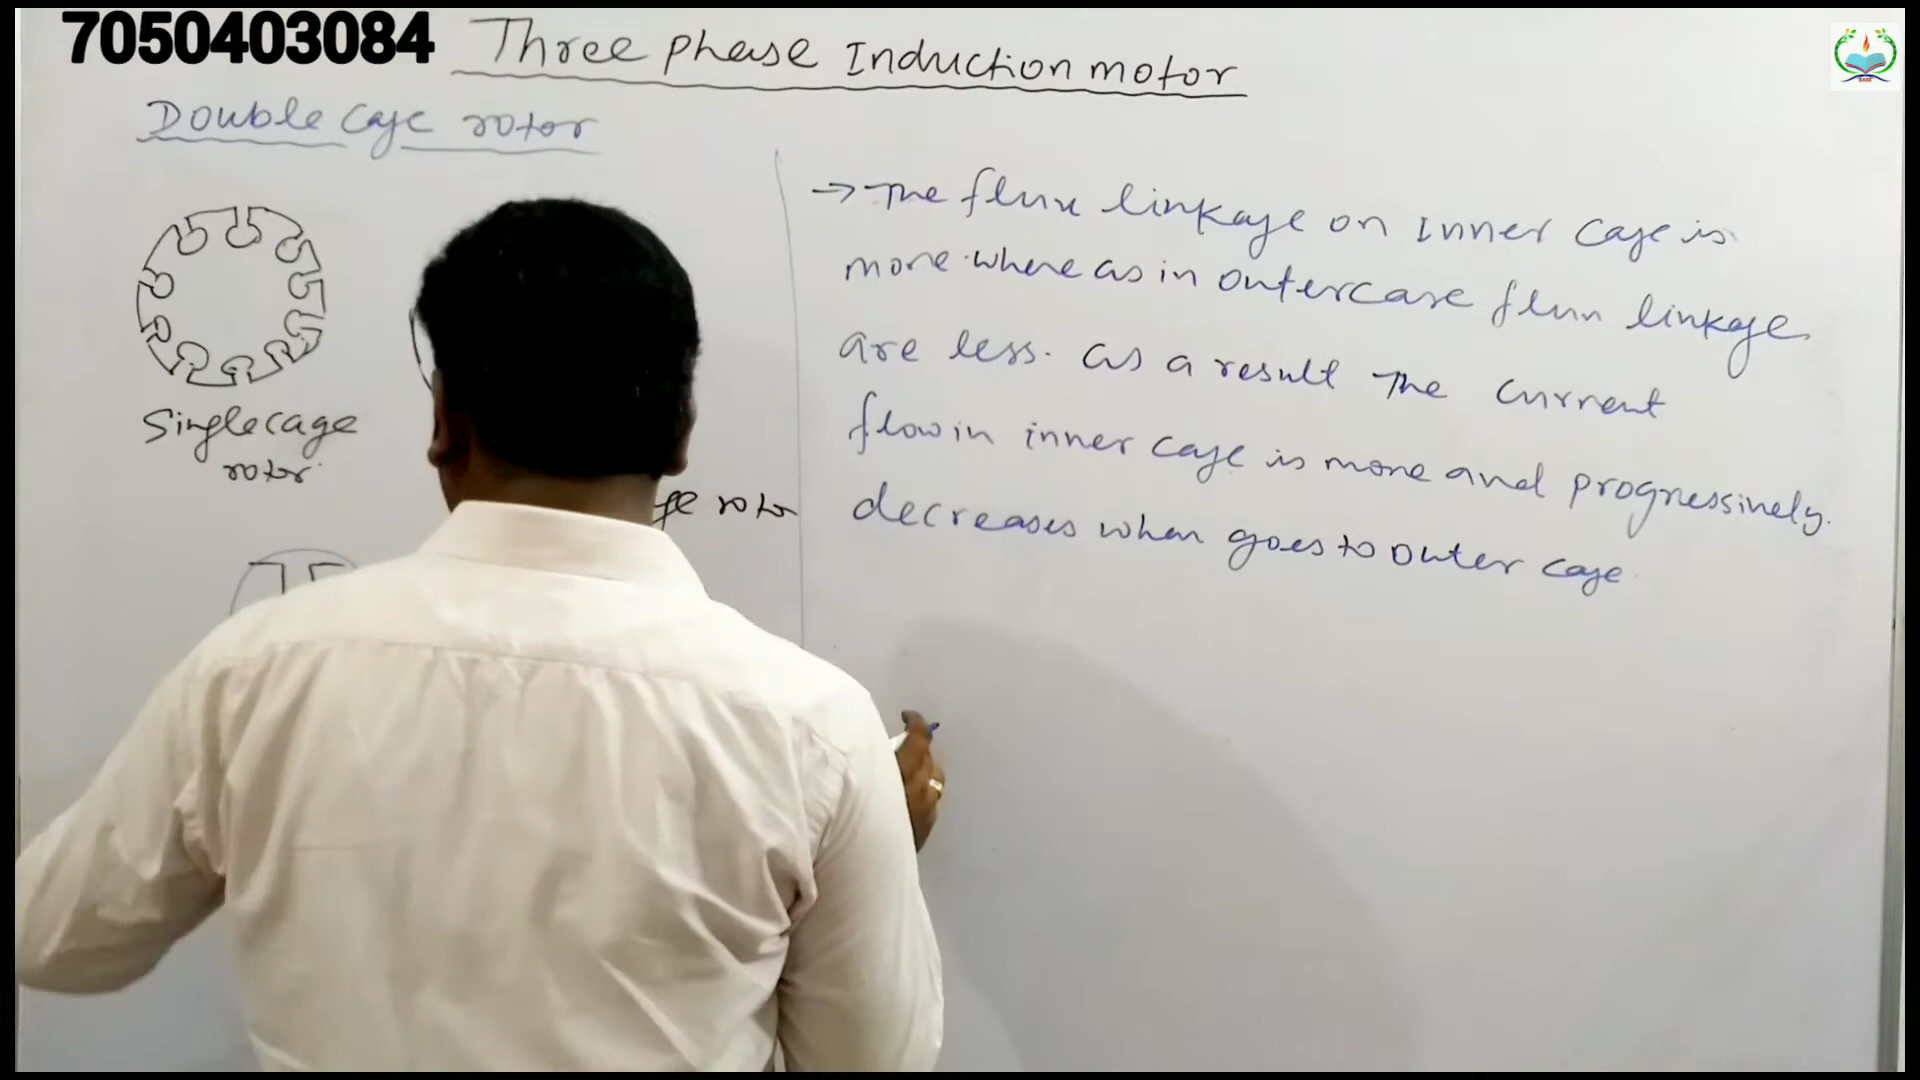 7050403084
Three phase Induction motor
Double cage rotor
Single cage
rotor
rotor
→ The flux linkage on Inner cage is
more where as in outercage flux linkage
are less. as a result The current
flow in inner cage is more and progressively.
decreases when goes to outer cage.